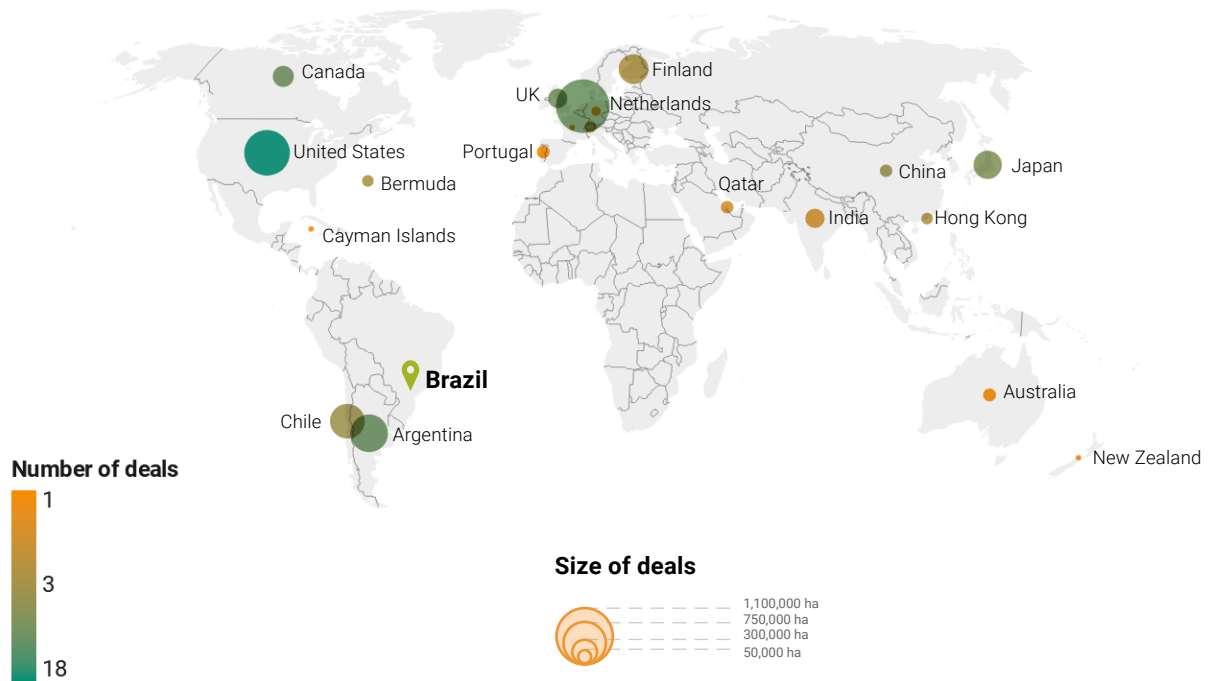 Canada
Finland
UK
Netherlands
United States
Portugal
China
Japan
Bermuda
Qatar
India
Hong Kong
Cayman Islands
Brazil
Australia
Chile
Argentina
New Zealand
Number of deals
1
3
18
Size of deals
1,100,000 ha
750,000 ha
300,000 ha
50,000 ha